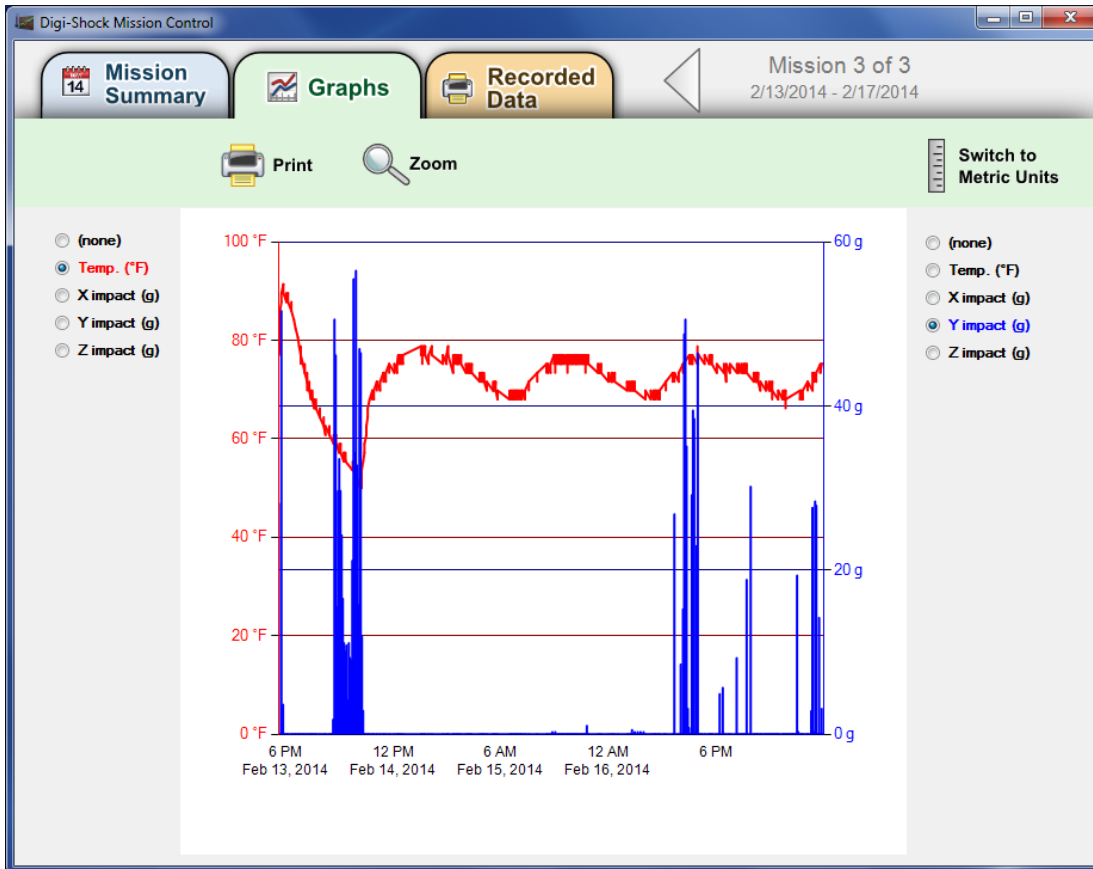 Digi-Shock Mission Control
Mission
Summary
14
Graphs
Recorded
Data
Mission 3 of 3
2/13/2014 - 2/17/2014
Print
Zoom
Switch to
Metric Units
(none)
Temp. (°F)
X impact (g)
Y impact (g)
Z impact (g)
100 °F
80 °F
60 °F
40 °F
20 °F
0 °F
60 g
40 g
20 g
0 g
(none)
Temp. (°F)
X impact (g)
Y impact (g)
Z impact (g)
6 PM 12 PM 6 AM 12 AM 6 PM
Feb 13, 2014 Feb 14, 2014 Feb 15, 2014 Feb 16, 2014